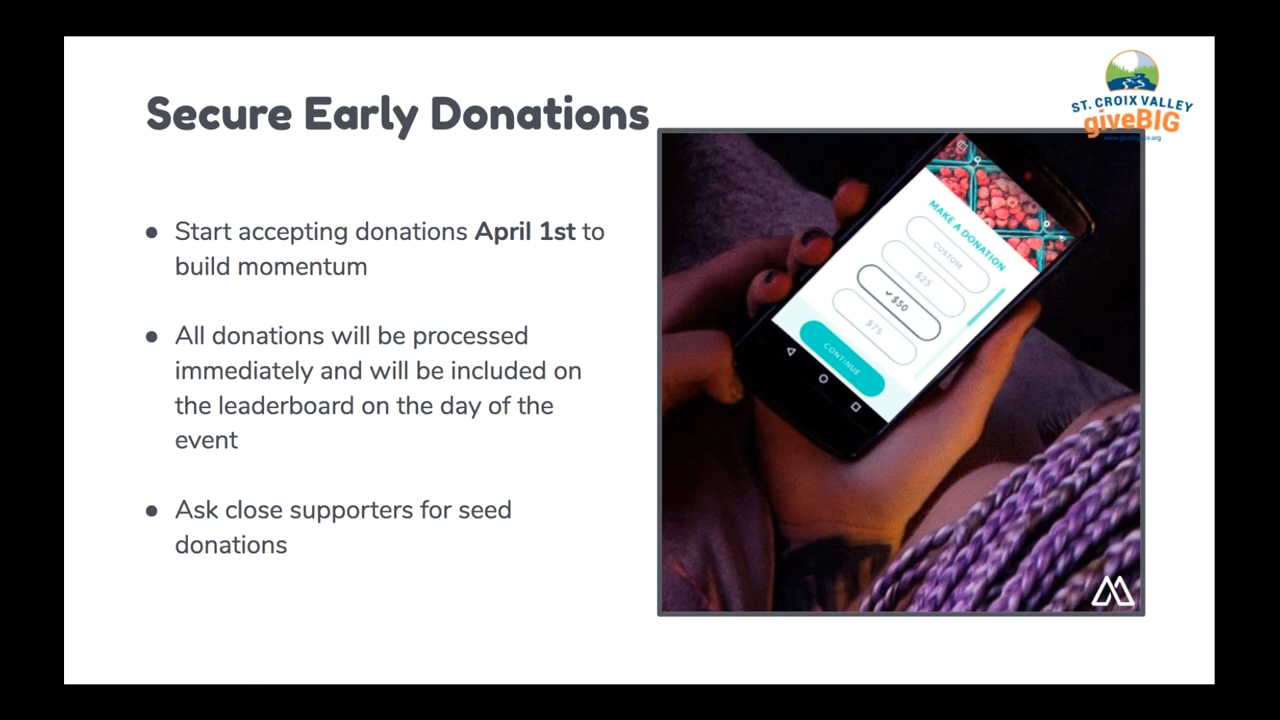 Secure Early Donations
ST. CROIX VALLEY
giveBIG
● Start accepting donations April 1st to
build momentum
● All donations will be processed
immediately and will be included on
the leaderboard on the day of the
event
● Ask close supporters for seed
donations
MAKE A DONATION
CUSTOM
$25
✓ $50
$75
CONTINUE